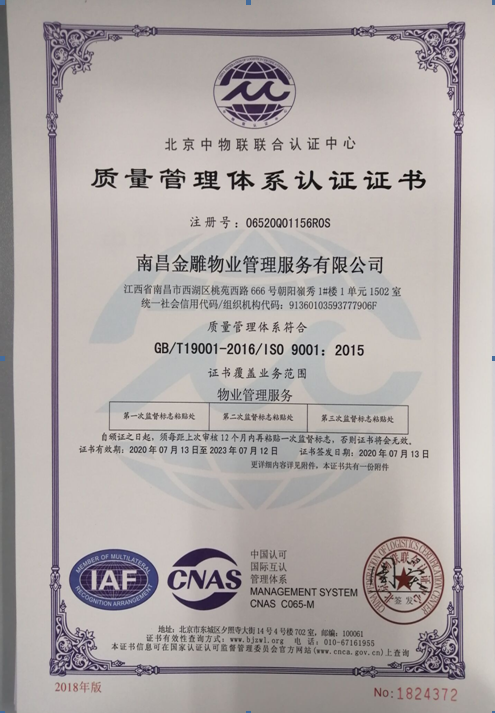 北京中物联联合认证中心
质量管理体系认证证书
注册号：06520Q01156R0S
南昌金雕物业管理服务有限公司
江西省南昌市西湖区桃苑西路666号朝阳嶺秀1#楼1单元1502室
统一社会信用代码/组织机构代码：91360103593777906F
质量管理体系符合
GB/T19001-2016/ISO 9001：2015
证书覆盖业务范围
物业管理服务
第一次监督标志粘贴处 第二次监督标志粘贴处 第三次监督标志粘贴处
自颁证之日起，须每距上次审核12个月内再粘贴一次监督标志，否则证书将会无效。
证书有效期：2020年07月13日至2023年07月12日 证书签发日期：2020年07月13日
更详细内容详见附件，本证书共有一份附件
MEMBER OF MULTILATERAL
IAF
RECOGNITION ARRANGEMENT
CNAS
中国认可
国际互认
管理体系
MANAGEMENT SYSTEM
CNAS C065-M
签发
地址：北京市东城区夕照寺大街14号4号楼702室，邮编：100061
证书有效性查询方式：www.bjzwl.org 电话：010-67161955
本证书信息可在国家认证认可监督管理委员会官方网站(www.cnca.gov.cn)上查询
2018年版
No:1824372